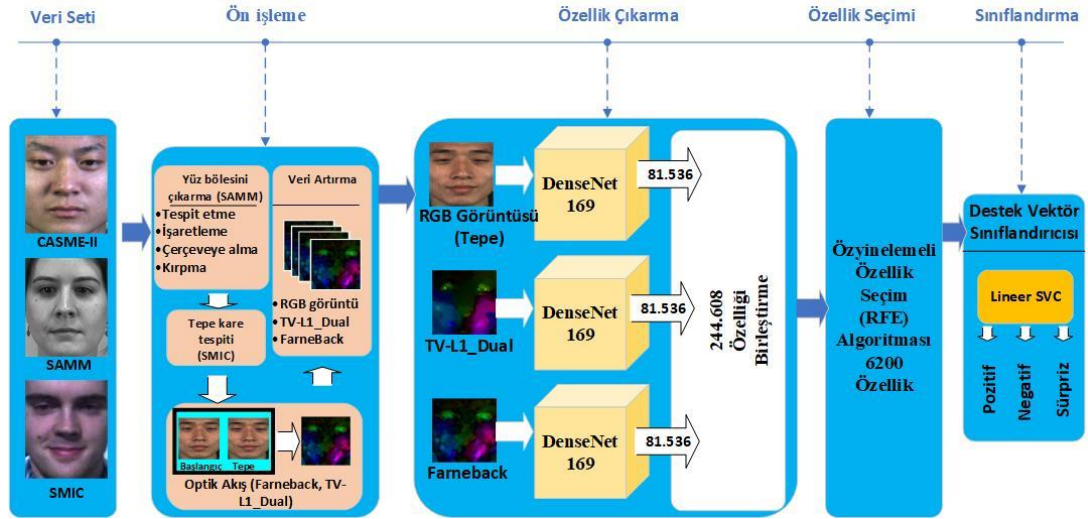 Veri Seti
Ön işleme
Özellik Çıkarma
Özellik Seçimi
Sınıflandırma
CASME-II
SAMM
SMIC
Yüz bölesini
çıkarma (SAMM)
•Tespit etme
•İşaretleme
•Çerçeveye alma
•Kırpma
Tepe kare
tespiti
(SMIC)
Veri Artırma
•RGB görüntü
•TV-L1_Dual
•FarneBack
Başlangıç
Tepe
Optik Akış (Farneback, TV-
L1_Dual)
RGB Görüntüsü
(Tepe)
DenseNet
169
81.536
TV-L1_Dual
DenseNet
169
81.536
Farneback
DenseNet
169
81.536
244.608
Özelliği
Birleştirme
Özyinelemeli
Özellik
Seçim
(RFE)
Algoritması
6200
Özellik
Destek Vektör
Sınıflandırıcısı
Lineer SVC
Pozitif
Negatif
Sürpriz